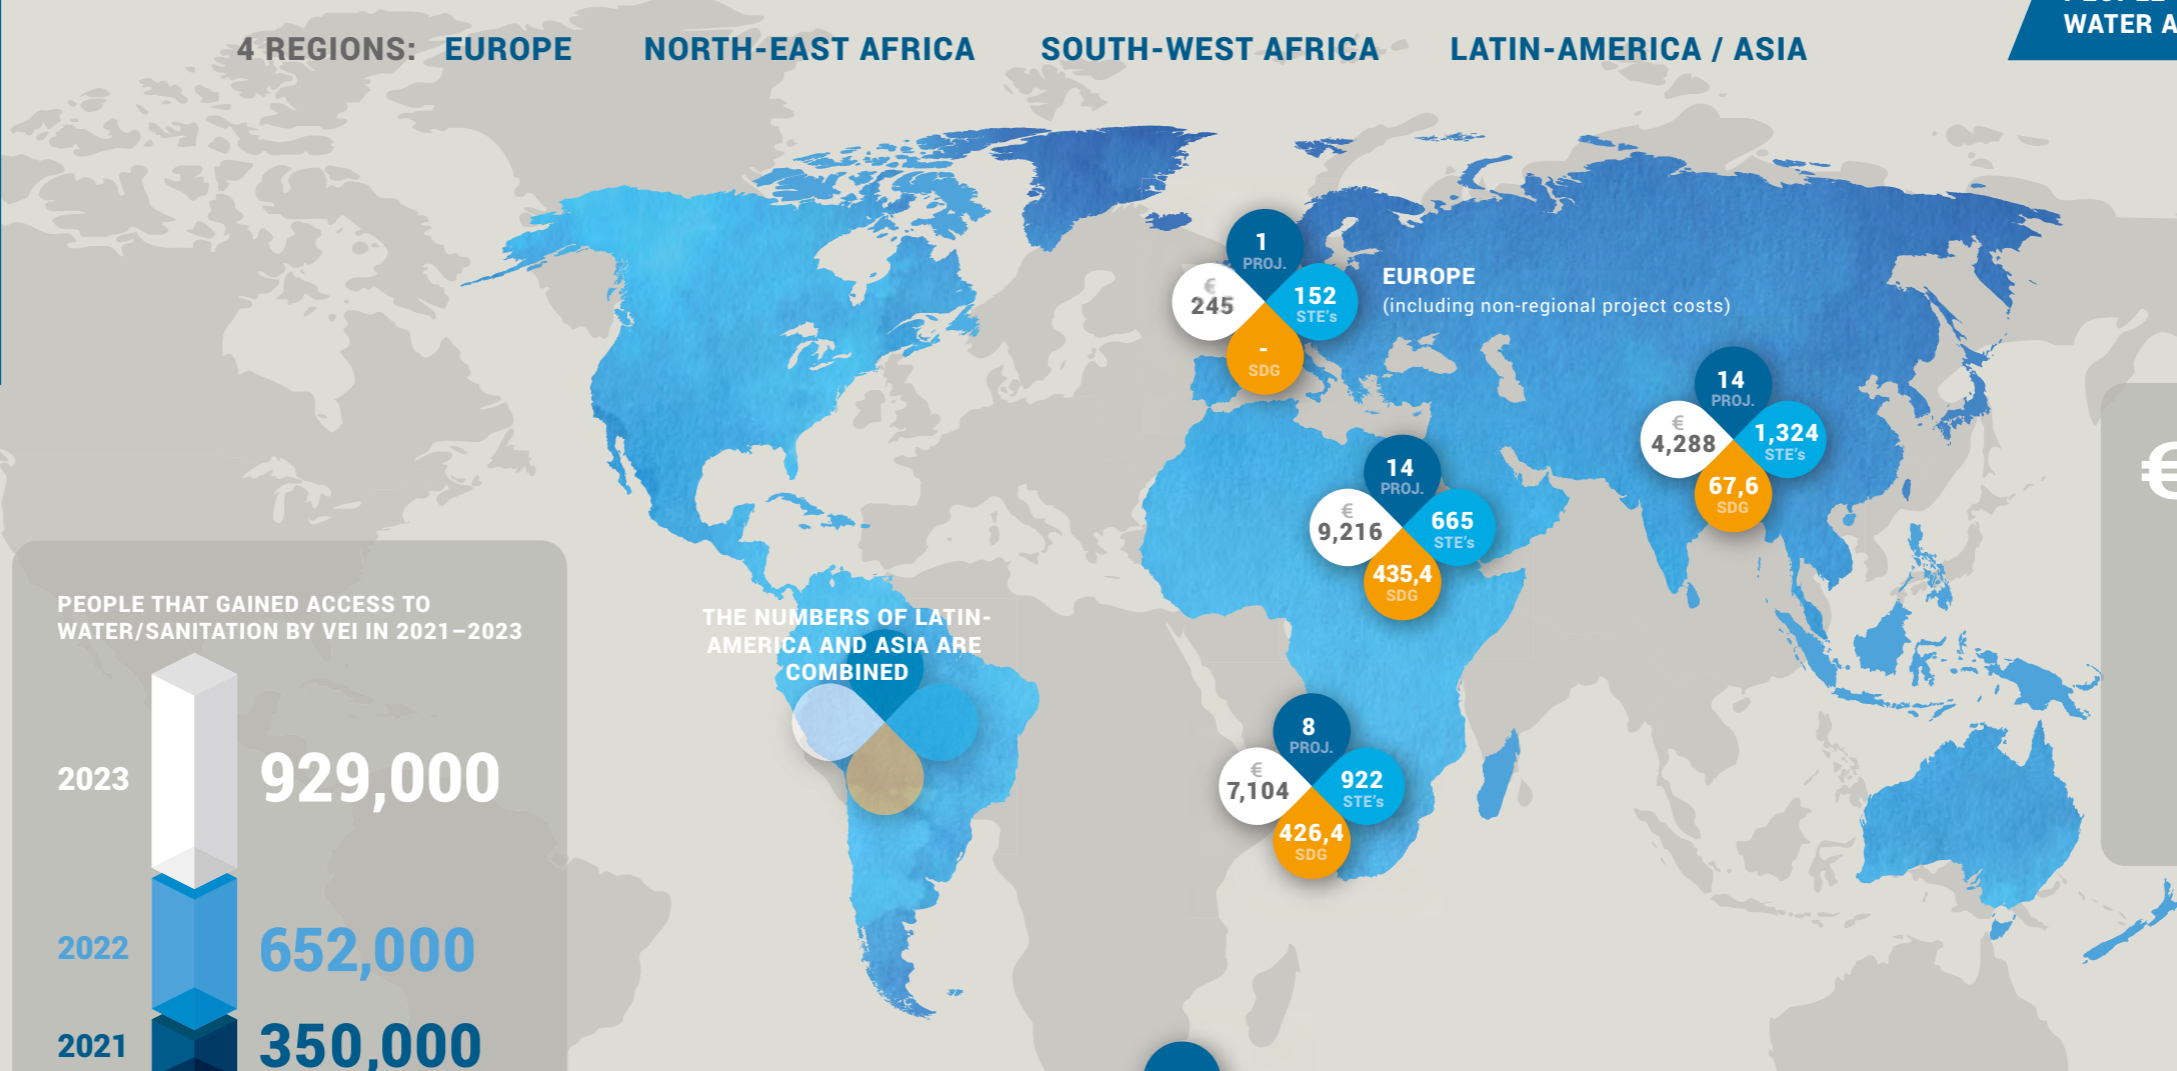 WATER A
4 REGIONS: EUROPE NORTH-EAST AFRICA SOUTH-WEST AFRICA LATIN-AMERICA / ASIA
1
PROJ.
€
245
152
STE's
-
SDG
EUROPE
(including non-regional project costs)
14
PROJ.
€
4,288
1,324
STE's
67,6
SDG
14
PROJ.
€
9,216
665
STE's
435,4
SDG
€
PEOPLE THAT GAINED ACCESS TO
WATER/SANITATION BY VEI IN 2021–2023
THE NUMBERS OF LATIN-
AMERICA AND ASIA ARE
COMBINED
8
PROJ.
€
7,104
922
STE's
426,4
SDG
2023 929,000
2022 652,000
2021 350,000